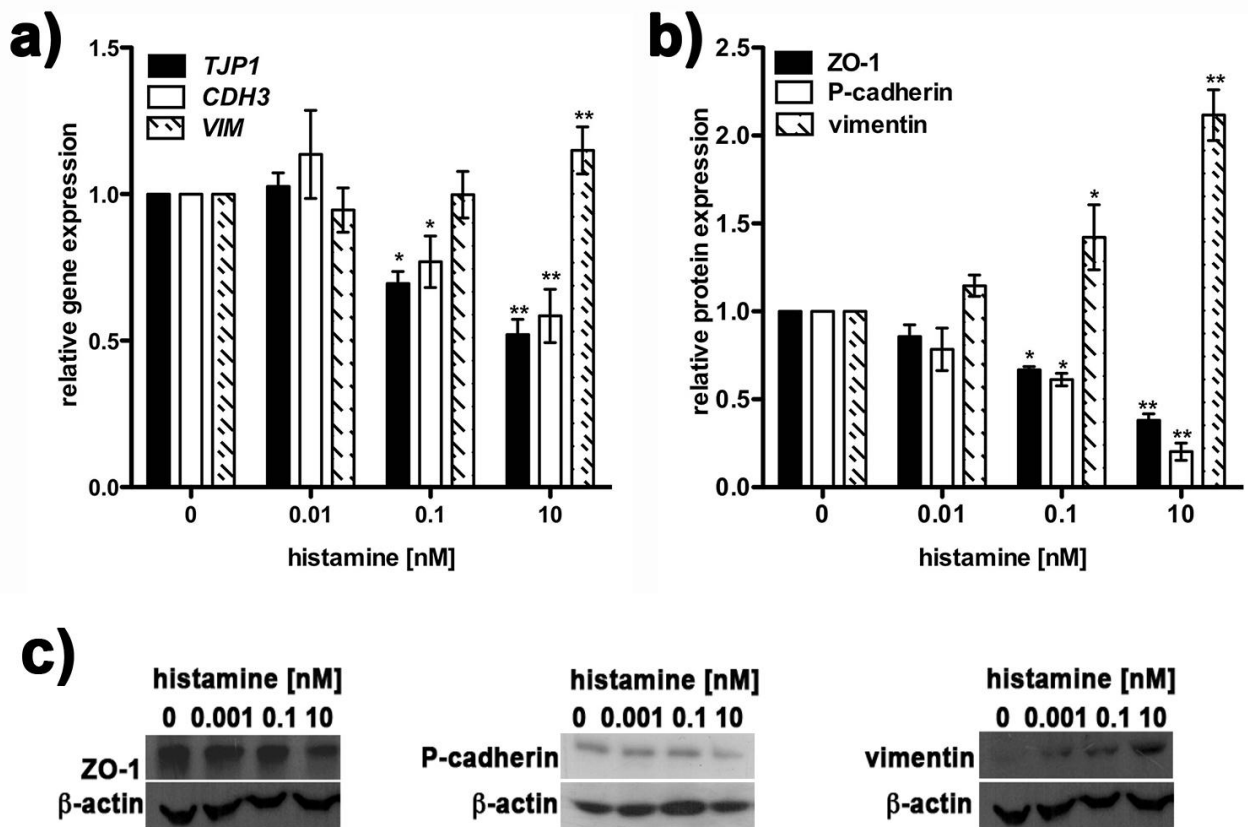 a)
relative gene expression
1.5
1.0
0.5
0.0
TJP1
CDH3
VIM
* * ** ** **
0 0.01 0.1 10
histamine [nM]
b)
relative protein expression
2.5
2.0
1.5
1.0
0.5
0.0
ZO-1
P-cadherin
vimentin
* * * ** ** **
0 0.01 0.1 10
histamine [nM]
c)
histamine [nM]
0 0.001 0.1 10
ZO-1
β-actin
histamine [nM]
0 0.001 0.1 10
P-cadherin
β-actin
histamine [nM]
0 0.001 0.1 10
vimentin
β-actin